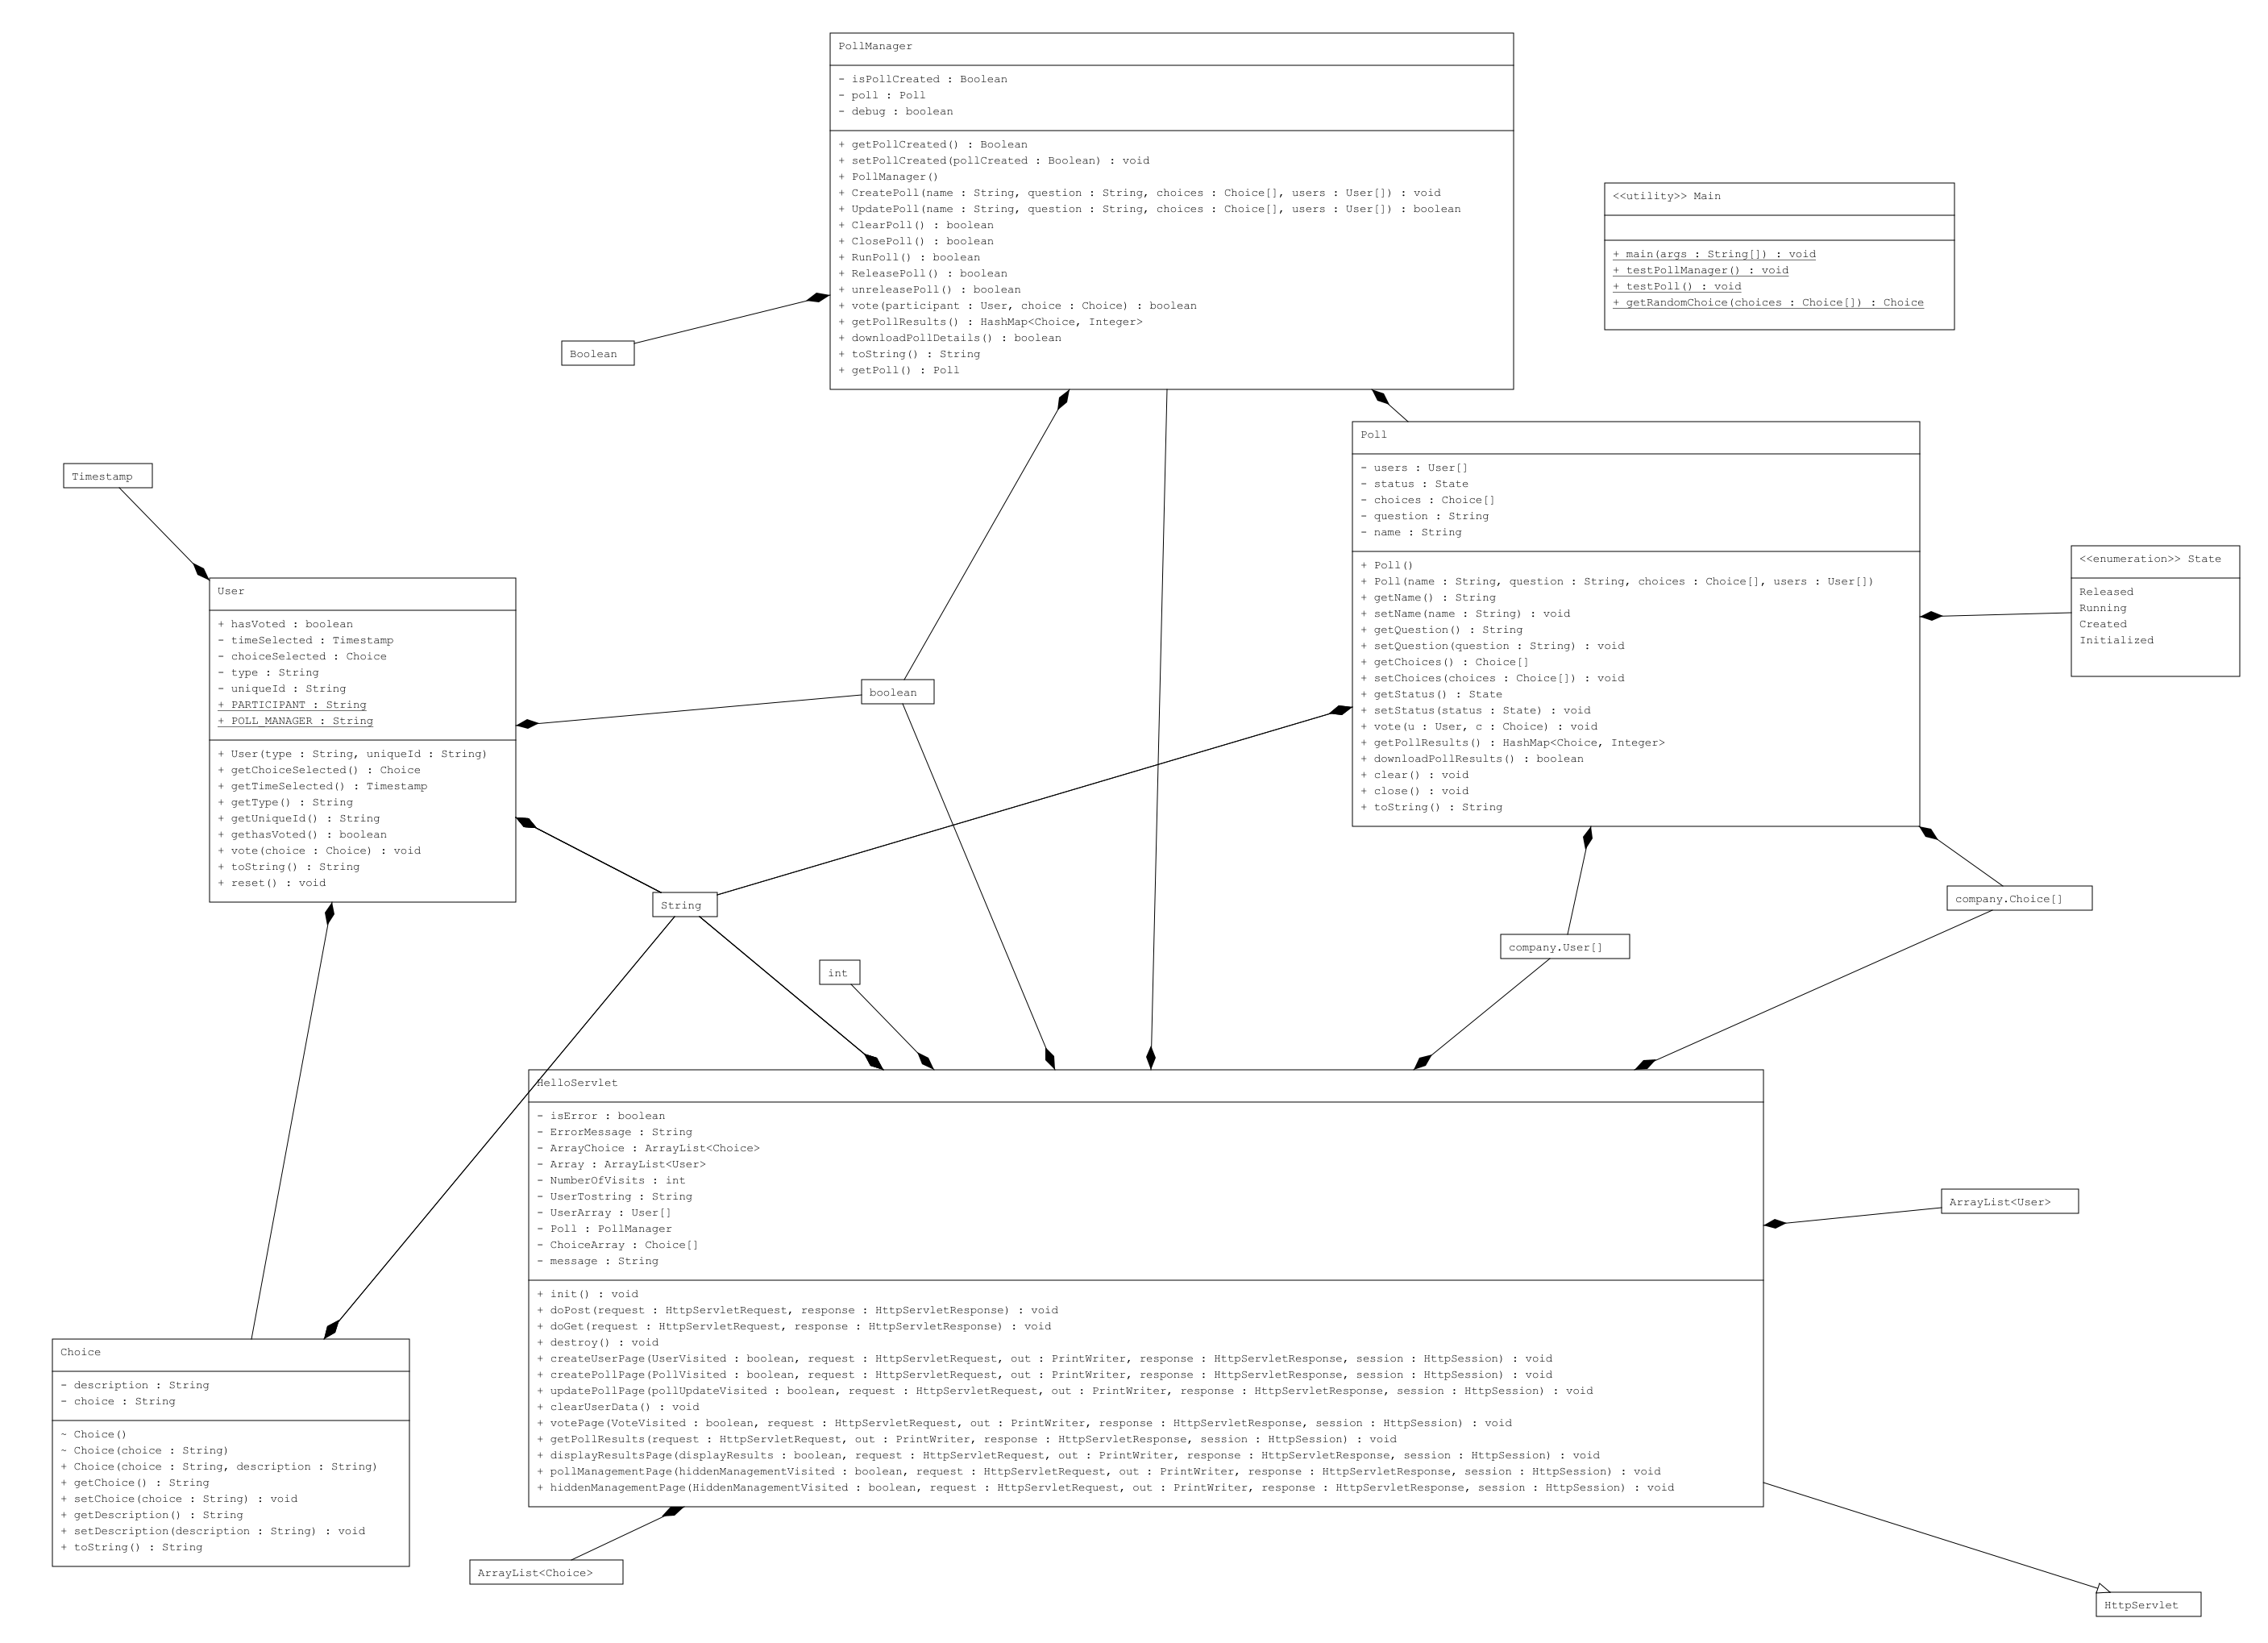 PollManager
- isPollCreated : Boolean
- poll : Poll
- debug : boolean
+ getPollCreated() : Boolean
+ setPollCreated(pollCreated : Boolean) : void
+ PollManager()
+ CreatePoll(name : String, question : String, choices : Choice[], users : User[]) : void
+ UpdatePoll(name : String, question : String, choices : Choice[], users : User[]) : boolean
+ ClearPoll() : boolean
+ ClosePoll() : boolean
+ RunPoll() : boolean
+ ReleasePoll() : boolean
+ unreleasePoll() : boolean
+ vote(participant : User, choice : Choice) : boolean
+ getPollResults() : HashMap<Choice, Integer>
+ downloadPollDetails() : boolean
+ toString() : String
+ getPoll() : Poll
<<utility>> Main
+ main(args : String[]) : void
+ testPollManager() : void
+ testPoll() : void
+ getRandomChoice(choices : Choice[]) : Choice
Boolean
Poll
- users : User[]
- status : State
- choices : Choice[]
- question : String
- name : String
+ Poll()
+ Poll(name : String, question : String, choices : Choice[], users : User[])
+ getName() : String
+ setName(name : String) : void
+ getQuestion() : String
+ setQuestion(question : String) : void
+ getChoices() : Choice[]
+ setChoices(choices : Choice[]) : void
+ getStatus() : State
+ setStatus(status : State) : void
+ vote(u : User, c : Choice) : void
+ getPollResults() : HashMap<Choice, Integer>
+ downloadPollResults() : boolean
+ clear() : void
+ close() : void
+ toString() : String
Timestamp
<<enumeration>> State
Released
Running
Created
Initialized
User
+ hasVoted : boolean
- timeSelected : Timestamp
- choiceSelected : Choice
- type : String
- uniqueId : String
+ PARTICIPANT : String
+ POLL_MANAGER : String
+ User(type : String, uniqueId : String)
+ getChoiceSelected() : Choice
+ getTimeSelected() : Timestamp
+ getType() : String
+ getUniqueId() : String
+ gethasVoted() : boolean
+ vote(choice : Choice) : void
+ toString() : String
+ reset() : void
boolean
String
company.Choice[]
company.User[]
int
HelloServlet
- isError : boolean
- ErrorMessage : String
- ArrayChoice : ArrayList<Choice>
- Array : ArrayList<User>
- NumberOfVisits : int
- UserTostring : String
- UserArray : User[]
- Poll : PollManager
- ChoiceArray : Choice[]
- message : String
+ init() : void
+ doPost(request : HttpServletRequest, response : HttpServletResponse) : void
+ doGet(request : HttpServletRequest, response : HttpServletResponse) : void
+ destroy() : void
+ createUserPage(UserVisited : boolean, request : HttpServletRequest, out : PrintWriter, response : HttpServletResponse, session : HttpSession) : void
+ createPollPage(PollVisited : boolean, request : HttpServletRequest, out : PrintWriter, response : HttpServletResponse, session : HttpSession) : void
+ updatePollPage(pollUpdateVisited : boolean, request : HttpServletRequest, out : PrintWriter, response : HttpServletResponse, session : HttpSession) : void
+ clearUserData() : void
+ votePage(VoteVisited : boolean, request : HttpServletRequest, out : PrintWriter, response : HttpServletResponse, session : HttpSession) : void
+ getPollResults(request : HttpServletRequest, out : PrintWriter, response : HttpServletResponse, session : HttpSession) : void
+ displayResultsPage(displayResults : boolean, request : HttpServletRequest, out : PrintWriter, response : HttpServletResponse, session : HttpSession) : void
+ pollManagementPage(hiddenManagementVisited : boolean, request : HttpServletRequest, out : PrintWriter, response : HttpServletResponse, session : HttpSession) : void
+ hiddenManagementPage(HiddenManagementVisited : boolean, request : HttpServletRequest, out : PrintWriter, response : HttpServletResponse, session : HttpSession) : void
ArrayList<User>
Choice
- description : String
- choice : String
~ Choice()
~ Choice(choice : String)
+ Choice(choice : String, description : String)
+ getChoice() : String
+ setChoice(choice : String) : void
+ getDescription() : String
+ setDescription(description : String) : void
+ toString() : String
ArrayList<Choice>
HttpServlet